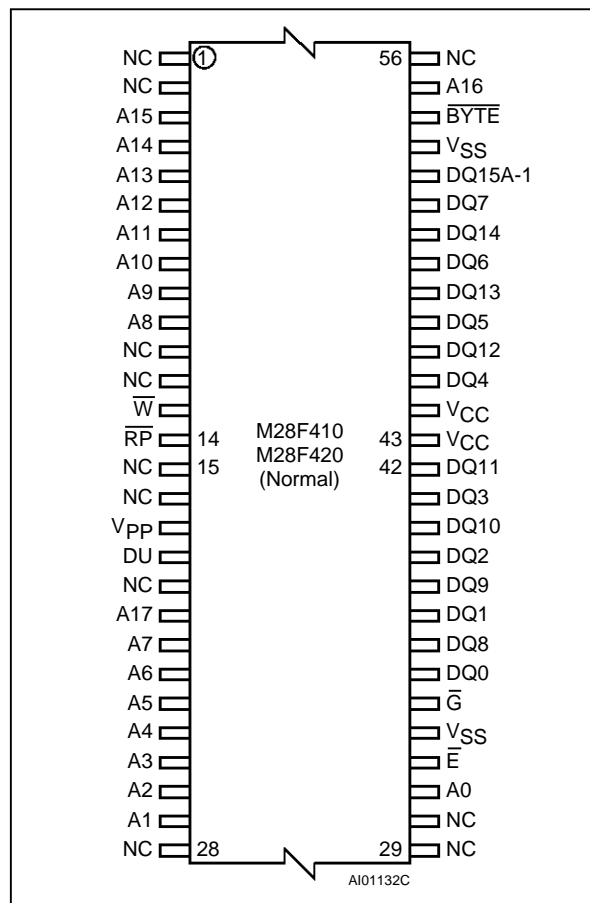 NC 1 56 NC
NC A16
A15 B̅Y̅T̅E̅
A14 VSS
A13 DQ15A-1
A12 DQ7
A11 DQ14
A10 DQ6
A9 DQ13
A8 DQ5
NC DQ12
NC DQ4
W̅ VCC
R̅P̅ 14 M28F410 43 VCC
NC 15 M28F420 42 DQ11
(Normal)
NC DQ3
VPP DQ10
DU DQ2
NC DQ9
A17 DQ1
A7 DQ8
A6 DQ0
A5 G̅
A4 VSS
A3 E̅
A2 A0
A1 NC
NC 28 29 NC
AI01132C